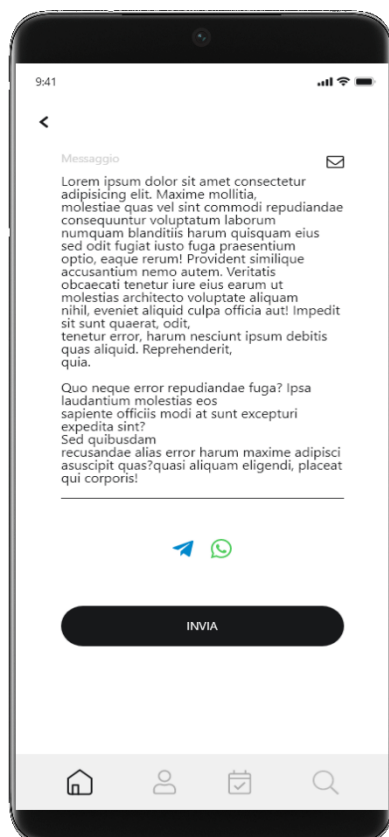 9:41
Messaggio
Lorem ipsum dolor sit amet consectetur
adipisicing elit. Maxime mollitia,
molestiae quas vel sint commodi repudiandae
consequuntur voluptatum laborum
numquam blanditiis harum quisquam eius
sed odit fugiat iusto fuga praesentium
optio, eaque rerum! Provident similique
accusantium nemo autem. Veritatis
obcaecati tenetur iure eius earum ut
molestias architecto voluptate aliquam
nihil, eveniet aliquid culpa officia aut! Impedit
sit sunt quaerat, odit,
tenetur error, harum nesciunt ipsum debitis
quas aliquid. Reprehenderit,
quia.
Quo neque error repudiandae fuga? Ipsa
laudantium molestias eos
sapiente officiis modi at sunt excepturi
expedita sint?
Sed quibusdam
recusandae alias error harum maxime adipisci
asuscipit quas?quasi aliquam eligendi, placeat
qui corporis!
INVIA